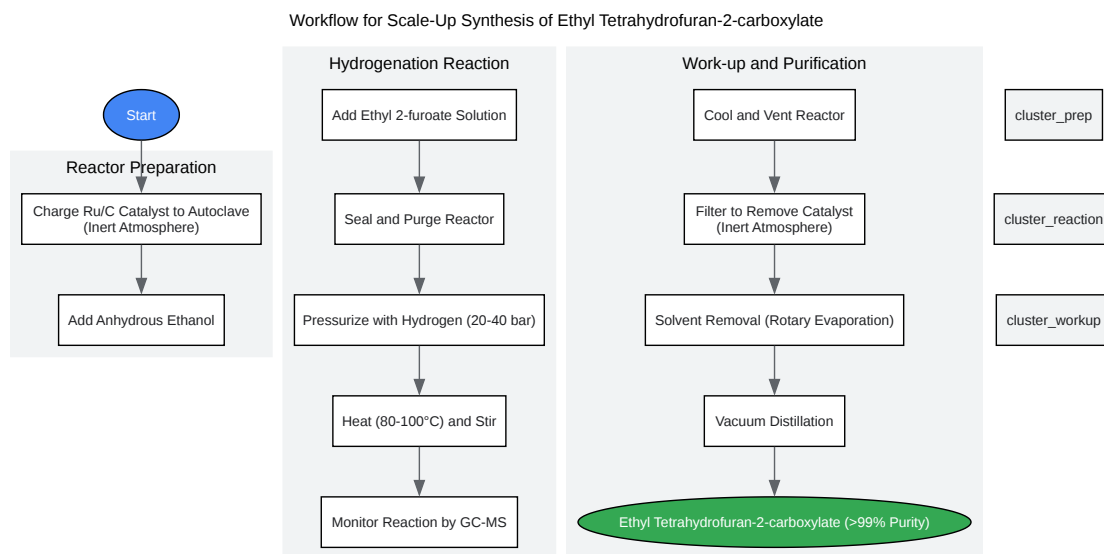 Workflow for Scale-Up Synthesis of Ethyl Tetrahydrofuran-2-carboxylate
Start
Reactor Preparation
Charge Ru/C Catalyst to Autoclave
(Inert Atmosphere)
Add Anhydrous Ethanol
Hydrogenation Reaction
Add Ethyl 2-furoate Solution
Seal and Purge Reactor
Pressurize with Hydrogen (20-40 bar)
Heat (80-100°C) and Stir
Monitor Reaction by GC-MS
Work-up and Purification
Cool and Vent Reactor
Filter to Remove Catalyst
(Inert Atmosphere)
Solvent Removal (Rotary Evaporation)
Vacuum Distillation
Ethyl Tetrahydrofuran-2-carboxylate (>99% Purity)
cluster_prep
cluster_reaction
cluster_workup